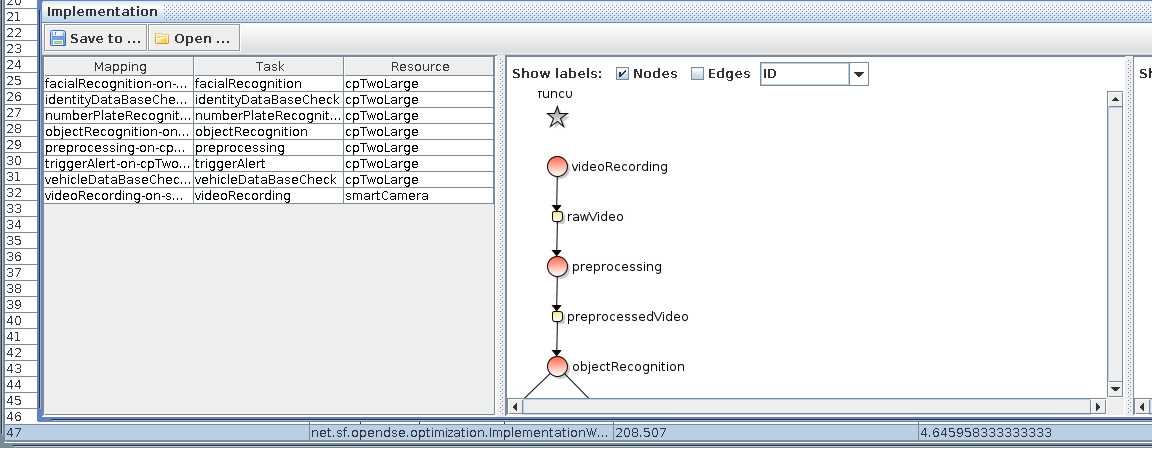 20
21
22
23
24
25
26
27
28
29
30
31
32
33
34
35
36
37
38
39
40
41
42
43
44
45
46
Implementation
Save to ... Open ...
Mapping Task Resource
facialRecognition-on-... facialRecognition cpTwoLarge
identityDataBaseChe... identityDataBaseCheck cpTwoLarge
numberPlateRecognit... numberPlateRecognit... cpTwoLarge
objectRecognition-on... objectRecognition cpTwoLarge
preprocessing-on-cp... preprocessing cpTwoLarge
triggerAlert-on-cpTwo... triggerAlert cpTwoLarge
vehicleDataBaseChec... vehicleDataBaseCheck cpTwoLarge
videoRecording-on-s... videoRecording smartCamera
Show labels: Nodes Edges ID
func0
videoRecording
rawVideo
preprocessing
preprocessedVideo
objectRecognition
Sh
47 net.sf.opendse.optimization.ImplementationW... 208.507 4.645958333333333